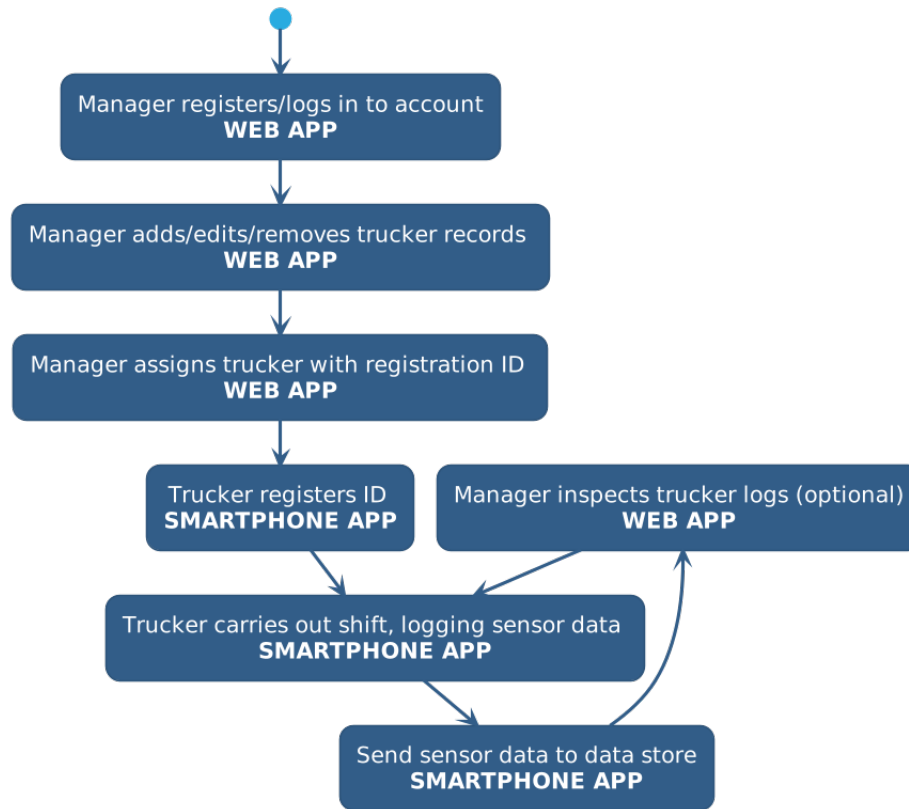 Manager registers/logs in to account
WEB APP
Manager adds/edits/removes trucker records
WEB APP
Manager assigns trucker with registration ID
WEB APP
Trucker registers ID
SMARTPHONE APP
Manager inspects trucker logs (optional)
WEB APP
Trucker carries out shift, logging sensor data
SMARTPHONE APP
Send sensor data to data store
SMARTPHONE APP